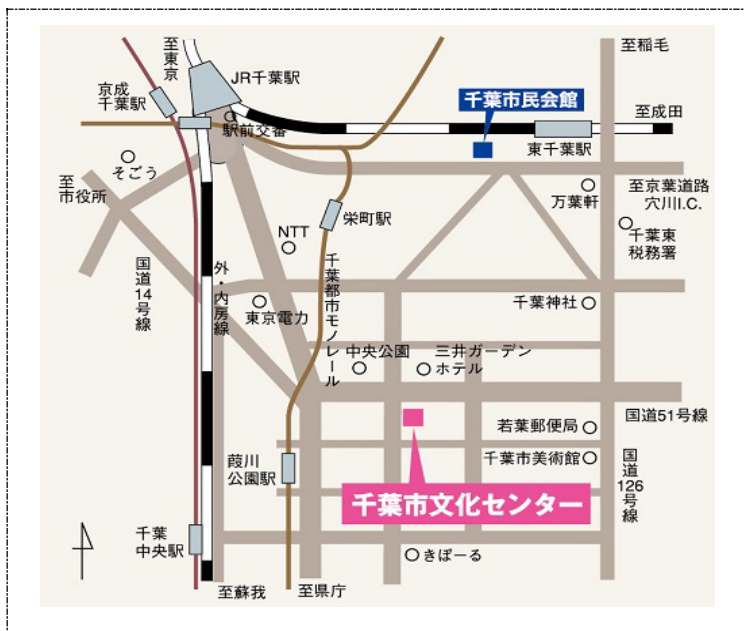 至東京
JR千葉駅
至稲毛
京成
千葉駅
千葉市民会館
至成田
駅前交番
東千葉駅
そごう
至
市役所
万葉軒
至京葉道路
穴川I.C.
栄町駅
千葉東
税務署
NTT
国道14号線
外・内房線
千葉都市モノレール
東京電力
千葉神社
中央公園
三井ガーデン
ホテル
国道51号線
若葉郵便局
千葉市美術館
国道126号線
葭川
公園駅
千葉市文化センター
千葉
中央駅
きぼーる
至蘇我
至県庁